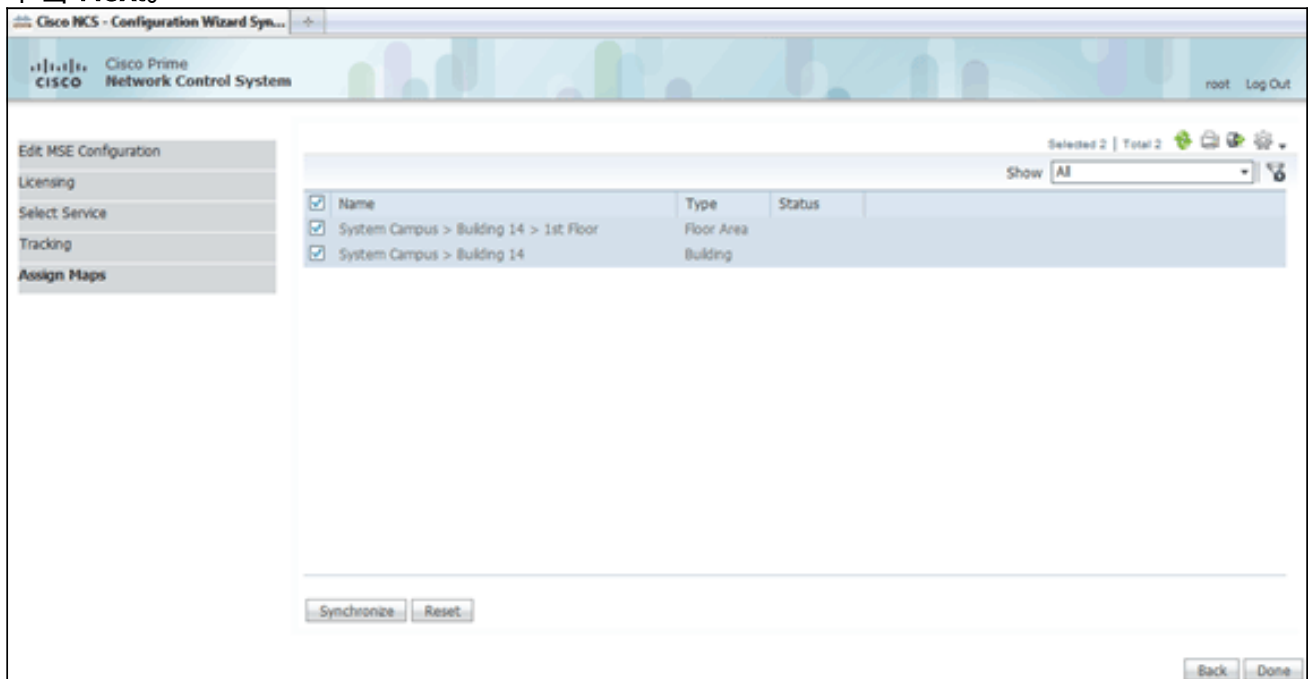 Next。
Cisco NCS - Configuration Wizard Syn...
Cisco Prime
CISCO Network Control System
root Log Out
Edit MSE Configuration
Licensing
Select Service
Tracking
Assign Maps
Selected 2 | Total 2
Show All
Name Type Status
System Campus > Building 14 > 1st Floor Floor Area
System Campus > Building 14 Building
Synchronize Reset
Back Done